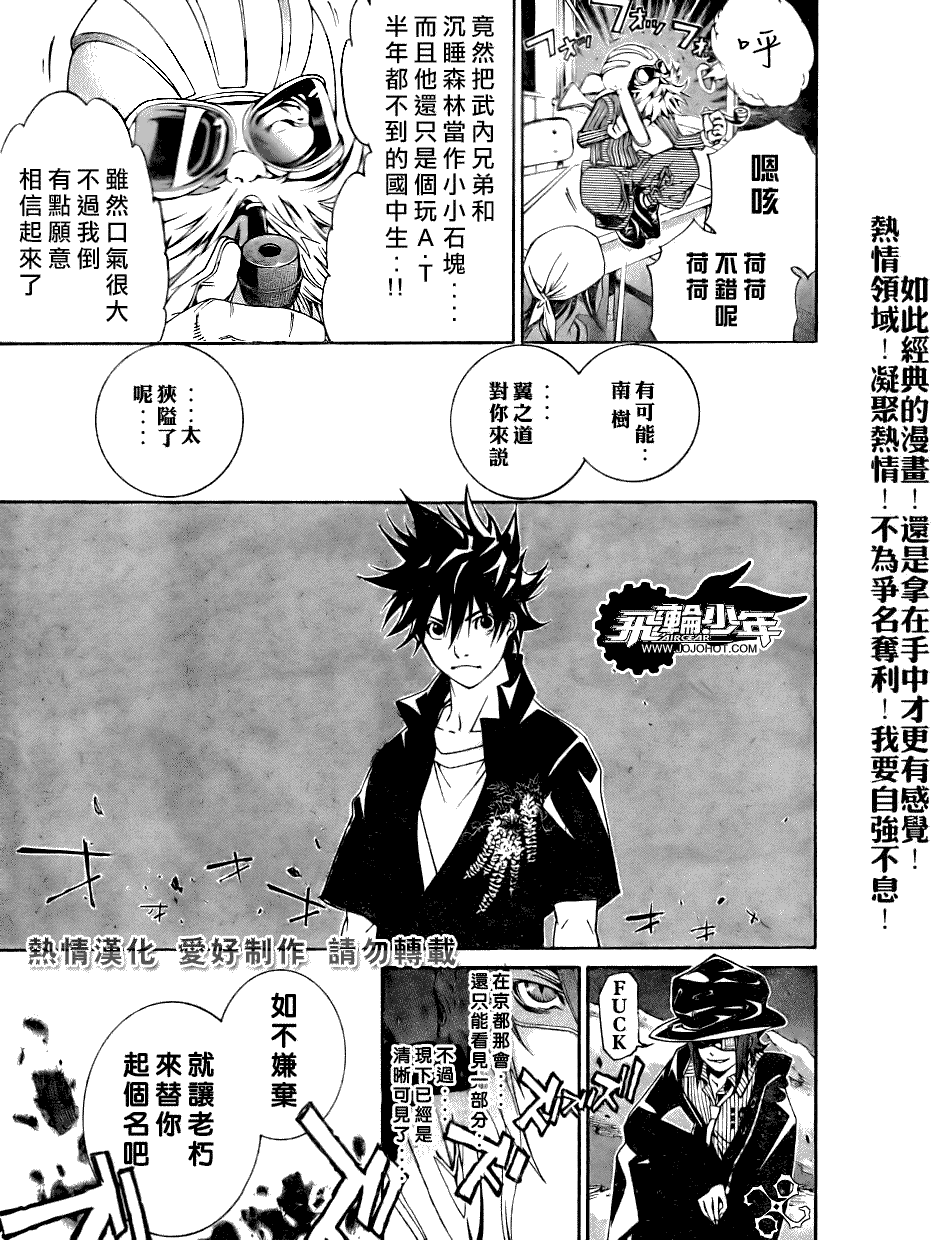 呼
フオッ
フオッ
フオッ
嗯咳
荷荷
不錯呢
荷荷
竟然把武內兄弟和
沉睡森林當作小小石塊‥‥
而且他還只是個玩A・T
半年都不到的國中生‥!!
雖然口氣很大
不過我倒
有點願意
相信起來了
有可能‥
南樹
‥‥
翼之道
對你來說
‥‥太
狹隘了
呢‥‥
飛輪少年
AIRGEAR
WWW.JOJOHOT.COM
如此經典的漫畫！還是拿在手中才更有感覺！
熱情領域！凝聚熱情！不為爭名奪利！我要自強不息！
熱情漢化 愛好制作 請勿轉載
FUCK
在京都那會‥‥
還只能看見一部分‥
不過‥‥
現下已經是
清晰可見了‥‥
如不嫌棄
就讓老朽
來替你
起個名吧